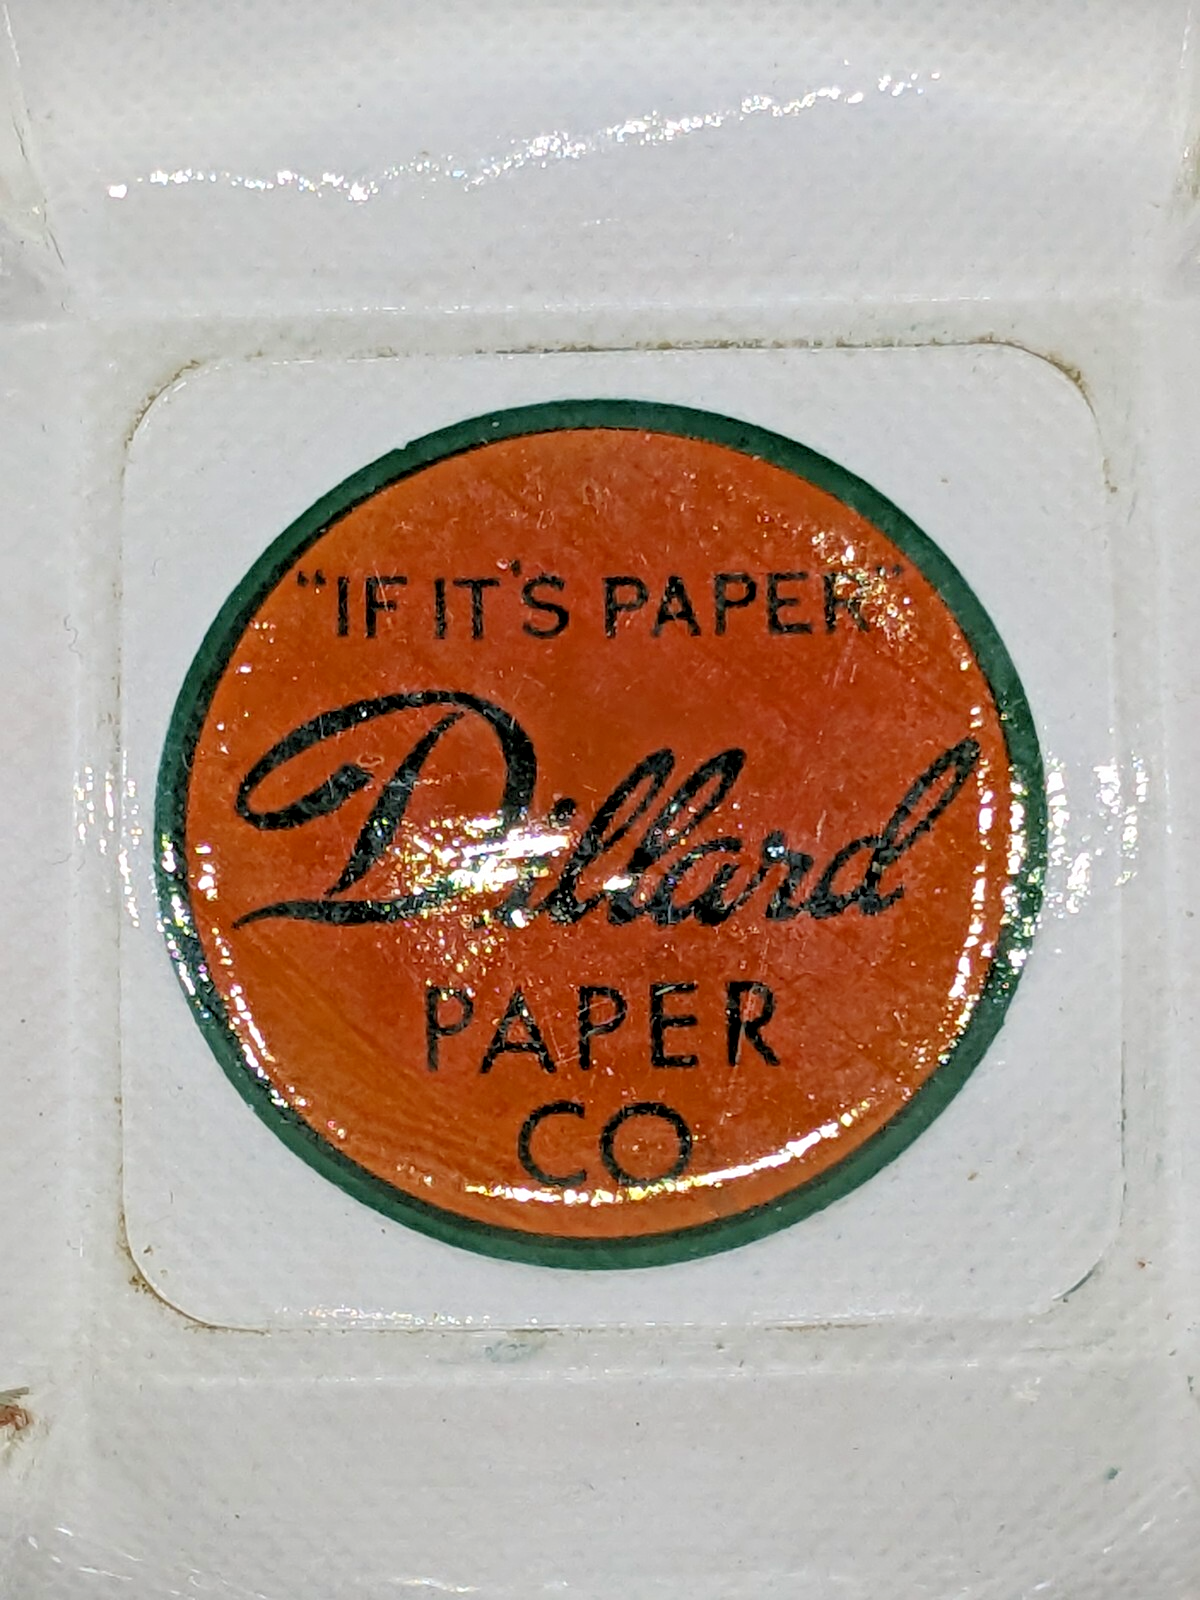 "IF IT'S PAPER"
Dillard
PAPER
CO